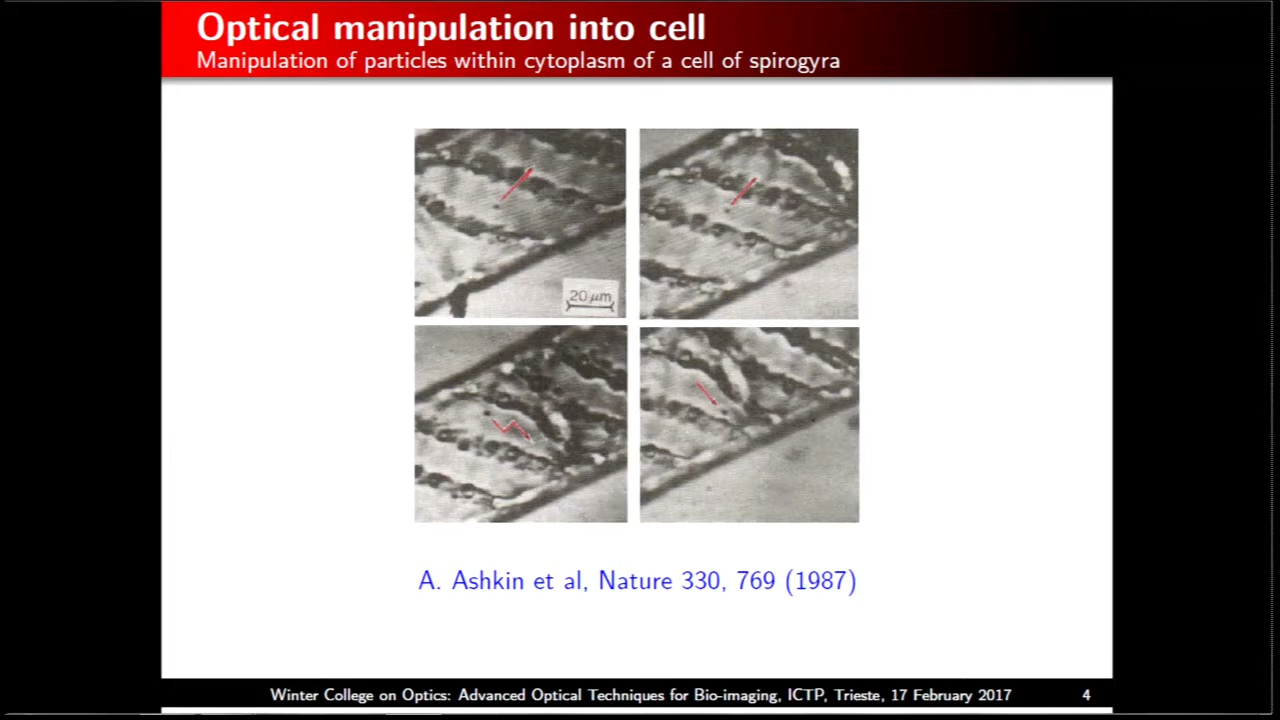 Optical manipulation into cell
Manipulation of particles within cytoplasm of a cell of spirogyra
20 µm
A. Ashkin et al, Nature 330, 769 (1987)
Winter College on Optics: Advanced Optical Techniques for Bio-imaging, ICTP, Trieste, 17 February 2017 4